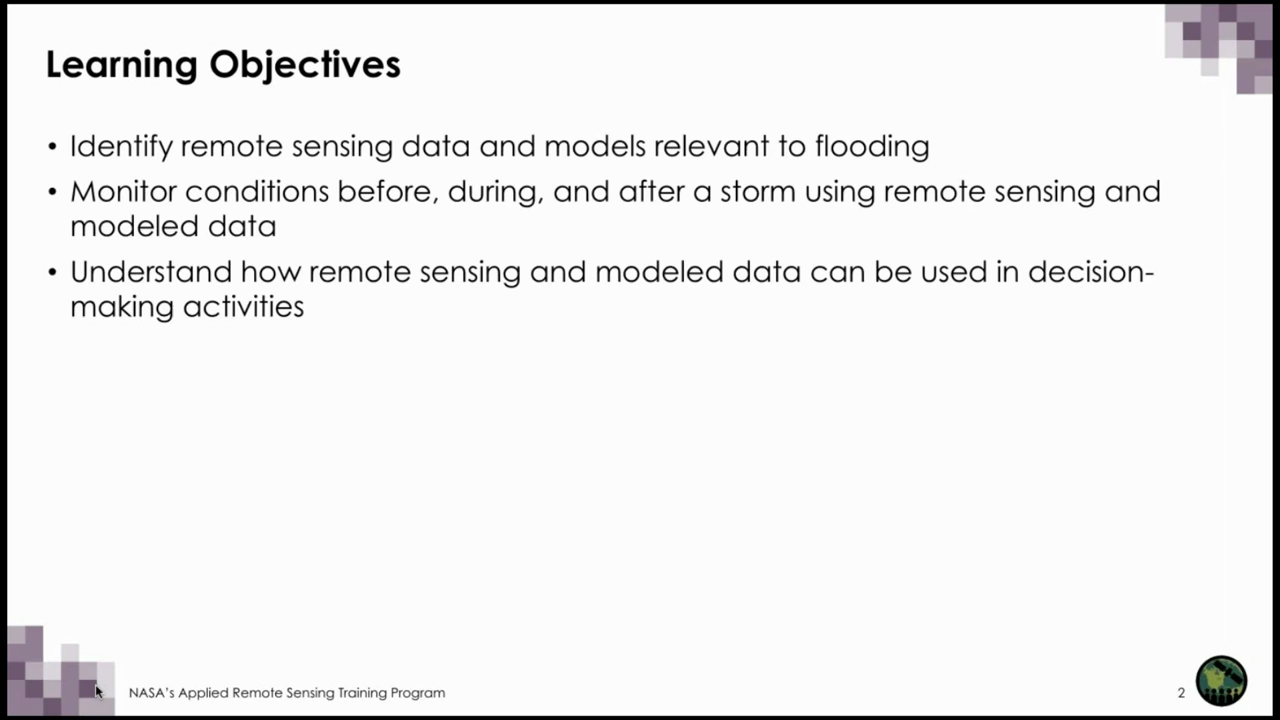 Learning Objectives
• Identify remote sensing data and models relevant to flooding
• Monitor conditions before, during, and after a storm using remote sensing and
modeled data
• Understand how remote sensing and modeled data can be used in decision-
making activities
NASA's Applied Remote Sensing Training Program
2